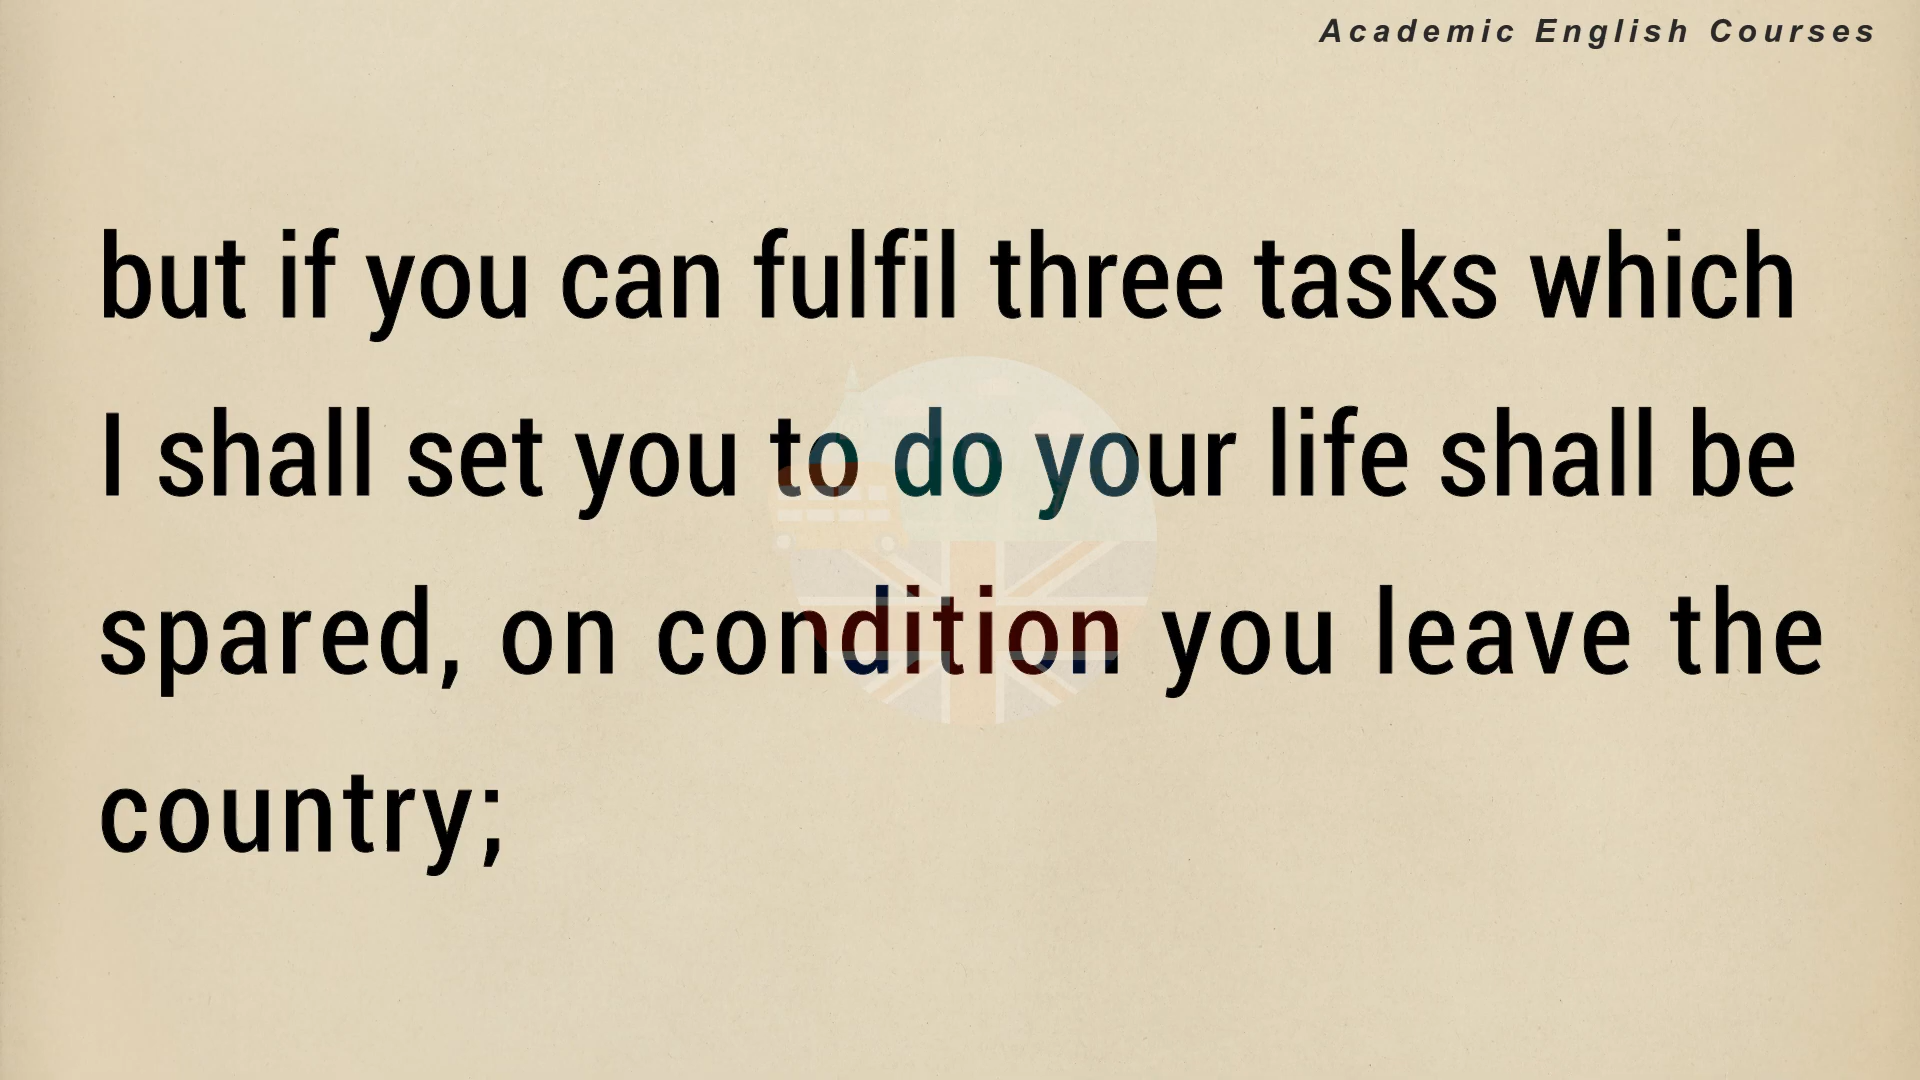 Academic English Courses
but if you can fulfil three tasks which
I shall set you to do your life shall be
spared, on condition you leave the
country;